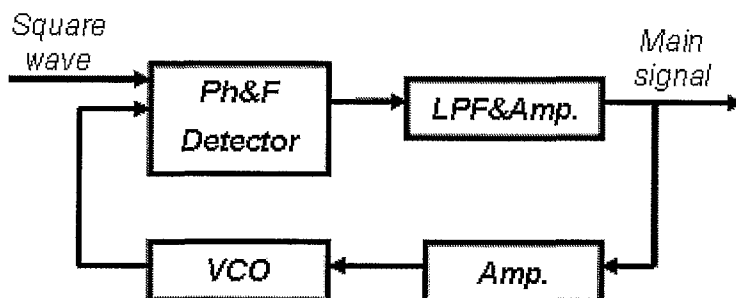 Square
wave
Ph&F
Detector
LPF&Amp.
Main
signal
VCO
Amp.